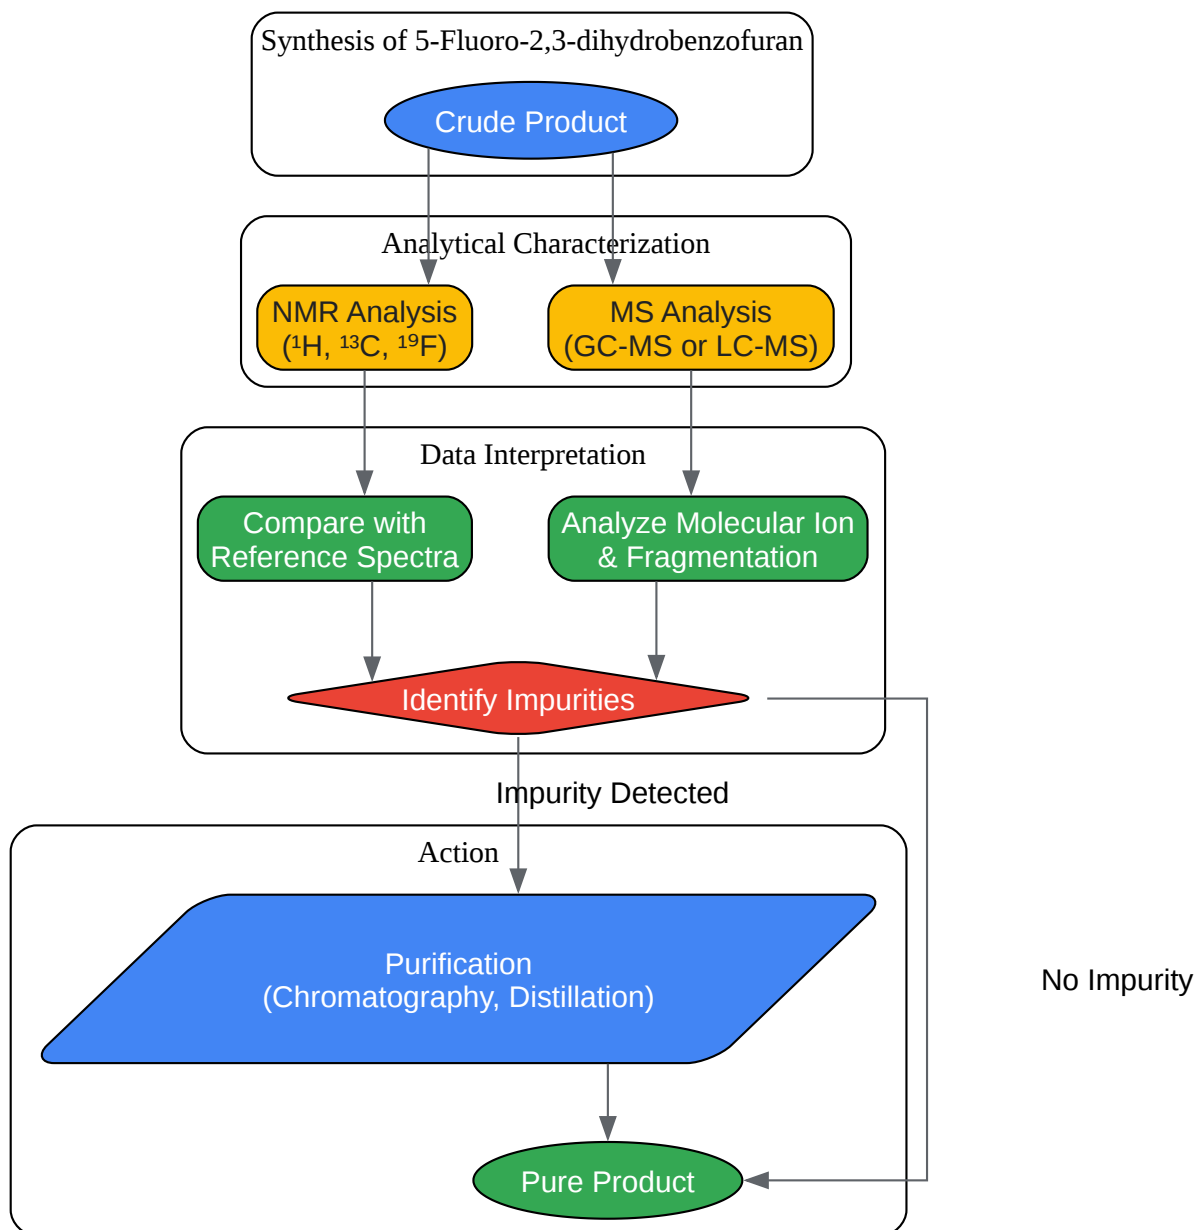 Synthesis of 5-Fluoro-2,3-dihydrobenzofuran
Crude Product
Analytical Characterization
NMR Analysis
(¹H, ¹³C, ¹⁹F)
MS Analysis
(GC-MS or LC-MS)
Data Interpretation
Compare with
Reference Spectra
Analyze Molecular Ion
& Fragmentation
Identify Impurities
Impurity Detected
Action
Purification
(Chromatography, Distillation)
No Impurity
Pure Product